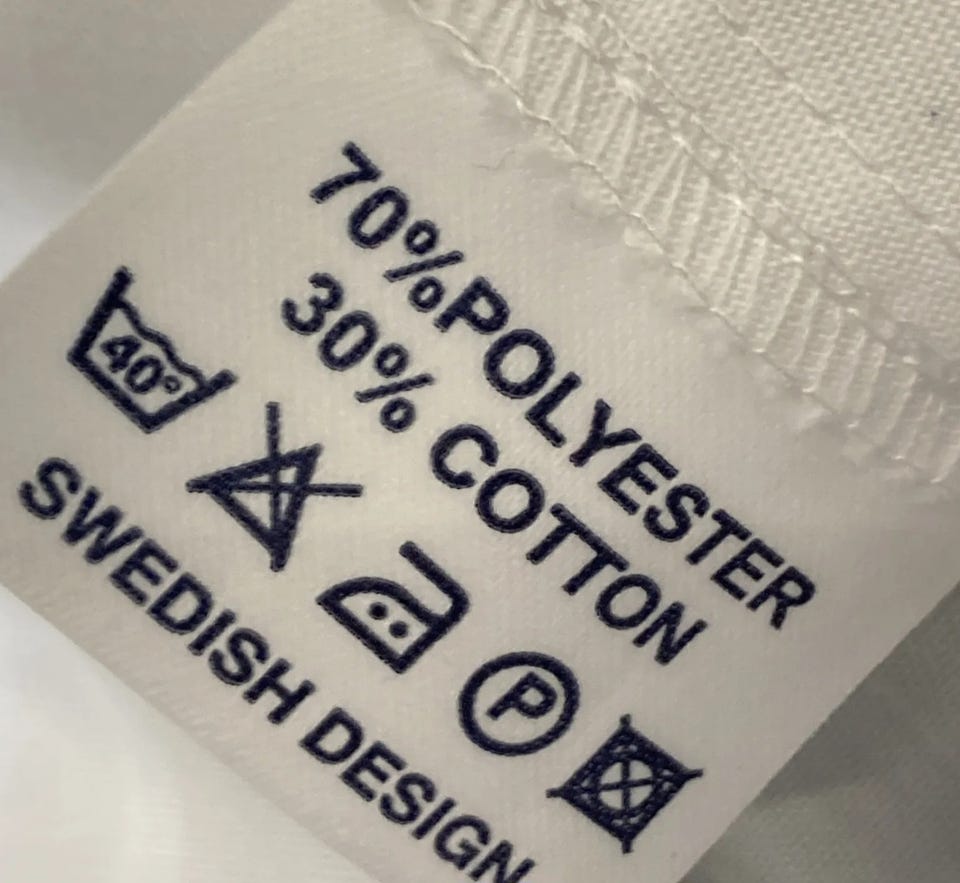 70%POLYESTER
30% COTTON
40°
P
SWEDISH DESIGN